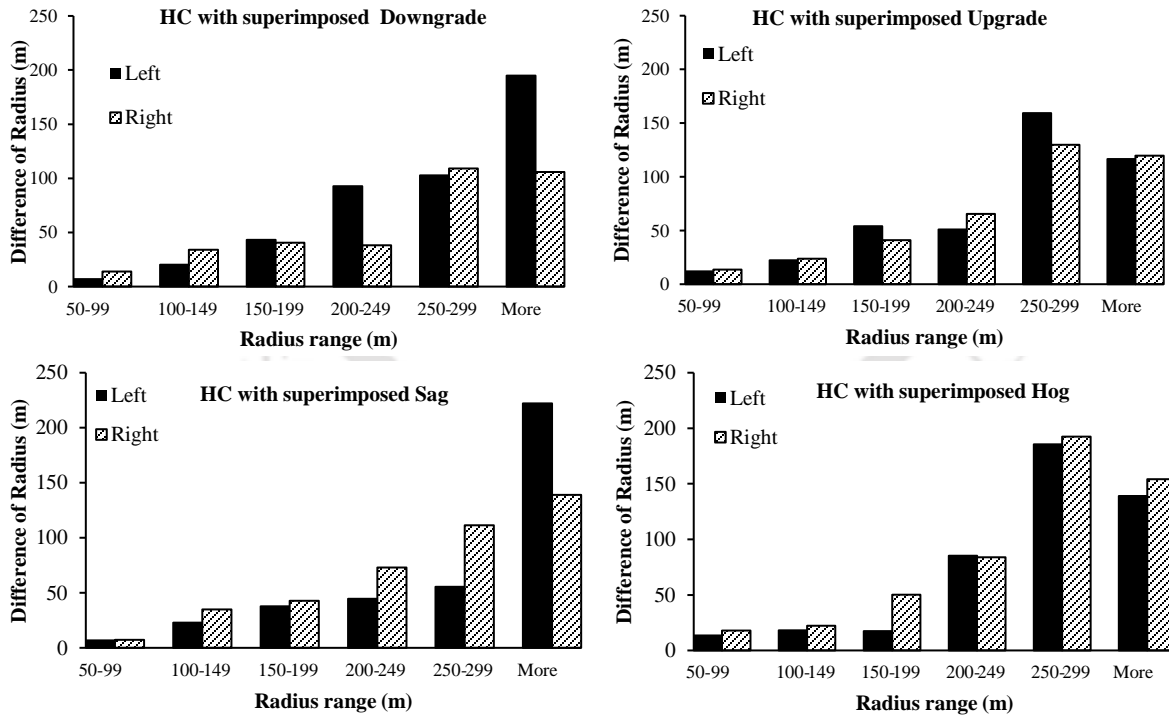 HC with superimposed Downgrade
Difference of Radius (m)
250
200
150
100
50
0
Left
Right
50-99 100-149 150-199 200-249 250-299 More
Radius range (m)
HC with superimposed Upgrade
Difference of Radius (m)
250
200
150
100
50
0
Left
Right
50-99 100-149 150-199 200-249 250-299 More
Radius range (m)
HC with superimposed Sag
Difference of Radius (m)
250
200
150
100
50
0
Left
Right
50-99 100-149 150-199 200-249 250-299 More
Radius range (m)
HC with superimposed Hog
Difference of Radius (m)
250
200
150
100
50
0
Left
Right
50-99 100-149 150-199 200-249 250-299 More
Radius range (m)